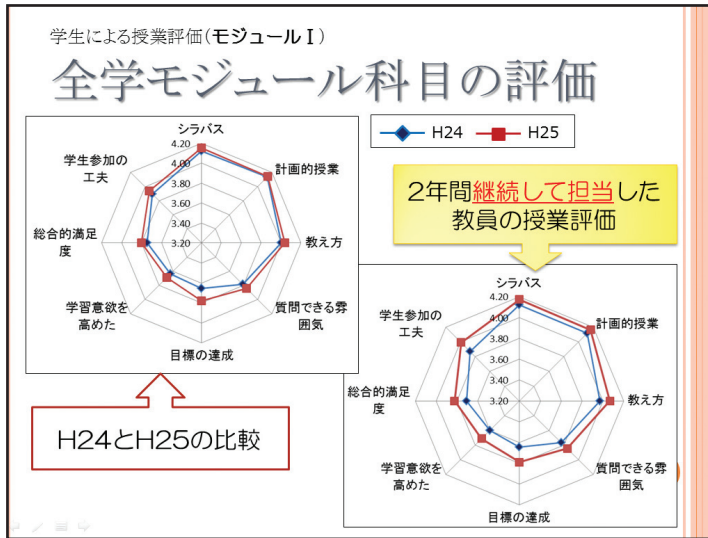 学生による授業評価(モジュールⅠ)
全学モジュール科目の評価
H24 H25
シラバス
4.20
4.00
3.80
3.60
3.40
3.20
計画的授業
教え方
質問できる雰
囲気
目標の達成
学習意欲を
高めた
総合的満足
度
学生参加の
工夫
H24とH25の比較
2年間継続して担当した
教員の授業評価
シラバス
4.20
4.00
3.80
3.60
3.40
3.20
計画的授業
教え方
質問できる雰
囲気
目標の達成
学習意欲を
高めた
総合的満足
度
学生参加の
工夫